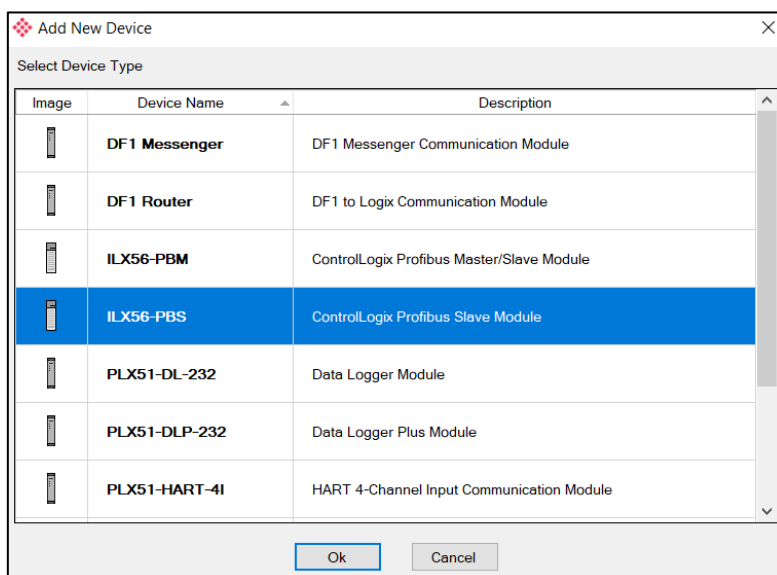 Add New Device
Select Device Type
Image Device Name Description
DF1 Messenger DF1 Messenger Communication Module
DF1 Router DF1 to Logix Communication Module
ILX56-PBM ControlLogix Profibus Master/Slave Module
ILX56-PBS ControlLogix Profibus Slave Module
PLX51-DL-232 Data Logger Module
PLX51-DLP-232 Data Logger Plus Module
PLX51-HART-4I HART 4-Channel Input Communication Module
Ok Cancel